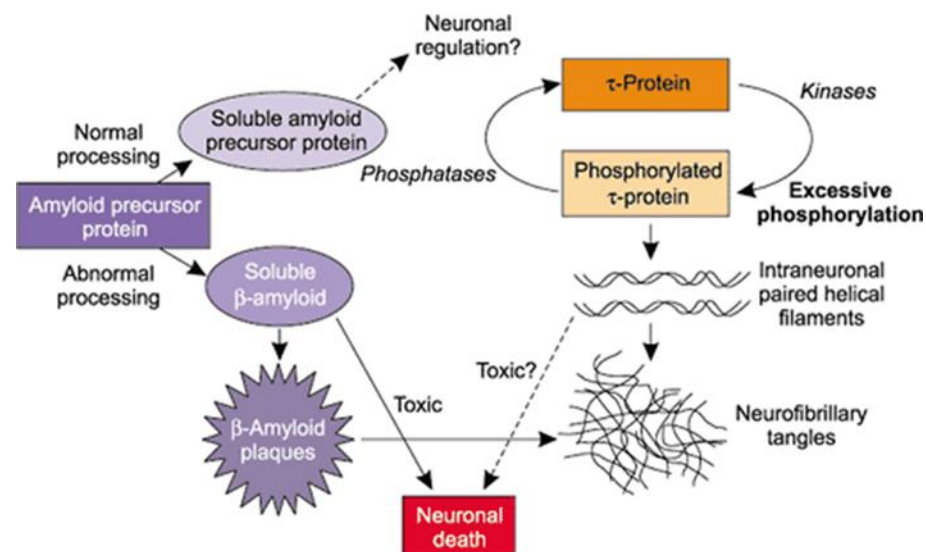 Neuronal
regulation?
τ-Protein
Kinases
Soluble amyloid
precursor protein
Normal
processing
Phosphatases
Phosphorylated
τ-protein
Excessive
phosphorylation
Amyloid precursor
protein
Abnormal
processing
Soluble
β-amyloid
Intraneuronal
paired helical
filaments
Toxic?
Toxic
β-Amyloid
plaques
Neurofibrillary
tangles
Neuronal
death